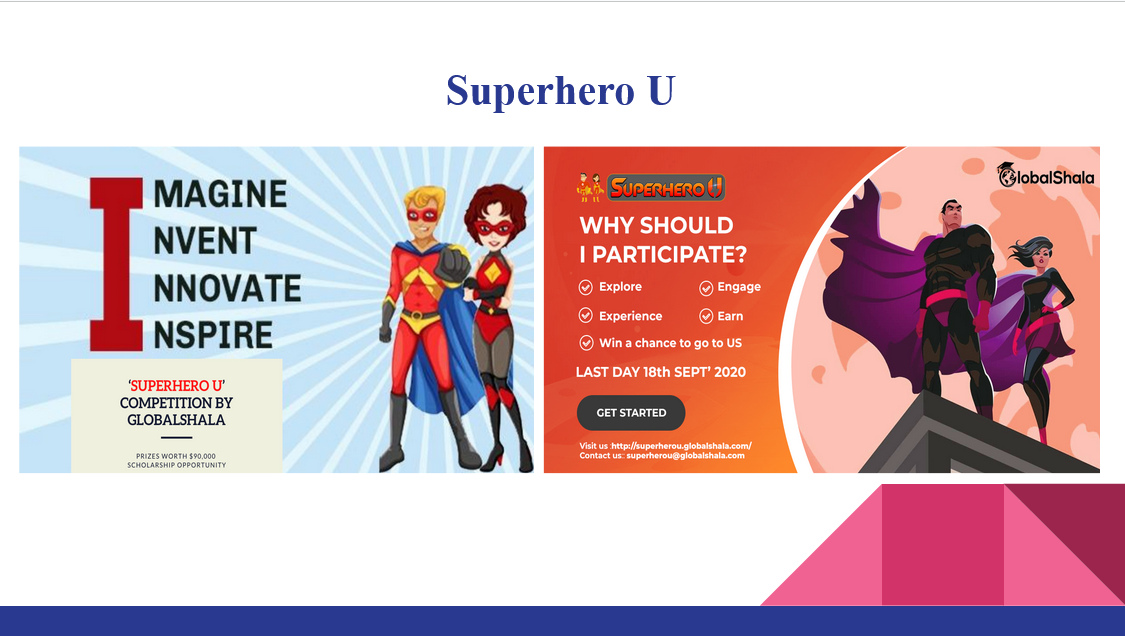 Superhero U
IMAGINE
NVENT
NNOVATE
NSPIRE
‘SUPERHERO U’
COMPETITION BY
GLOBALSHALA
PRIZES WORTH $90,000
SCHOLARSHIP OPPORTUNITY
SUPERHERO U
GlobalShala
WHY SHOULD
I PARTICIPATE?
Explore
Engage
Experience
Earn
Win a chance to go to US
LAST DAY 18th SEPT' 2020
GET STARTED
Visit us :http://superherou.globalshala.com/
Contact us:: superherou@globalshala.com